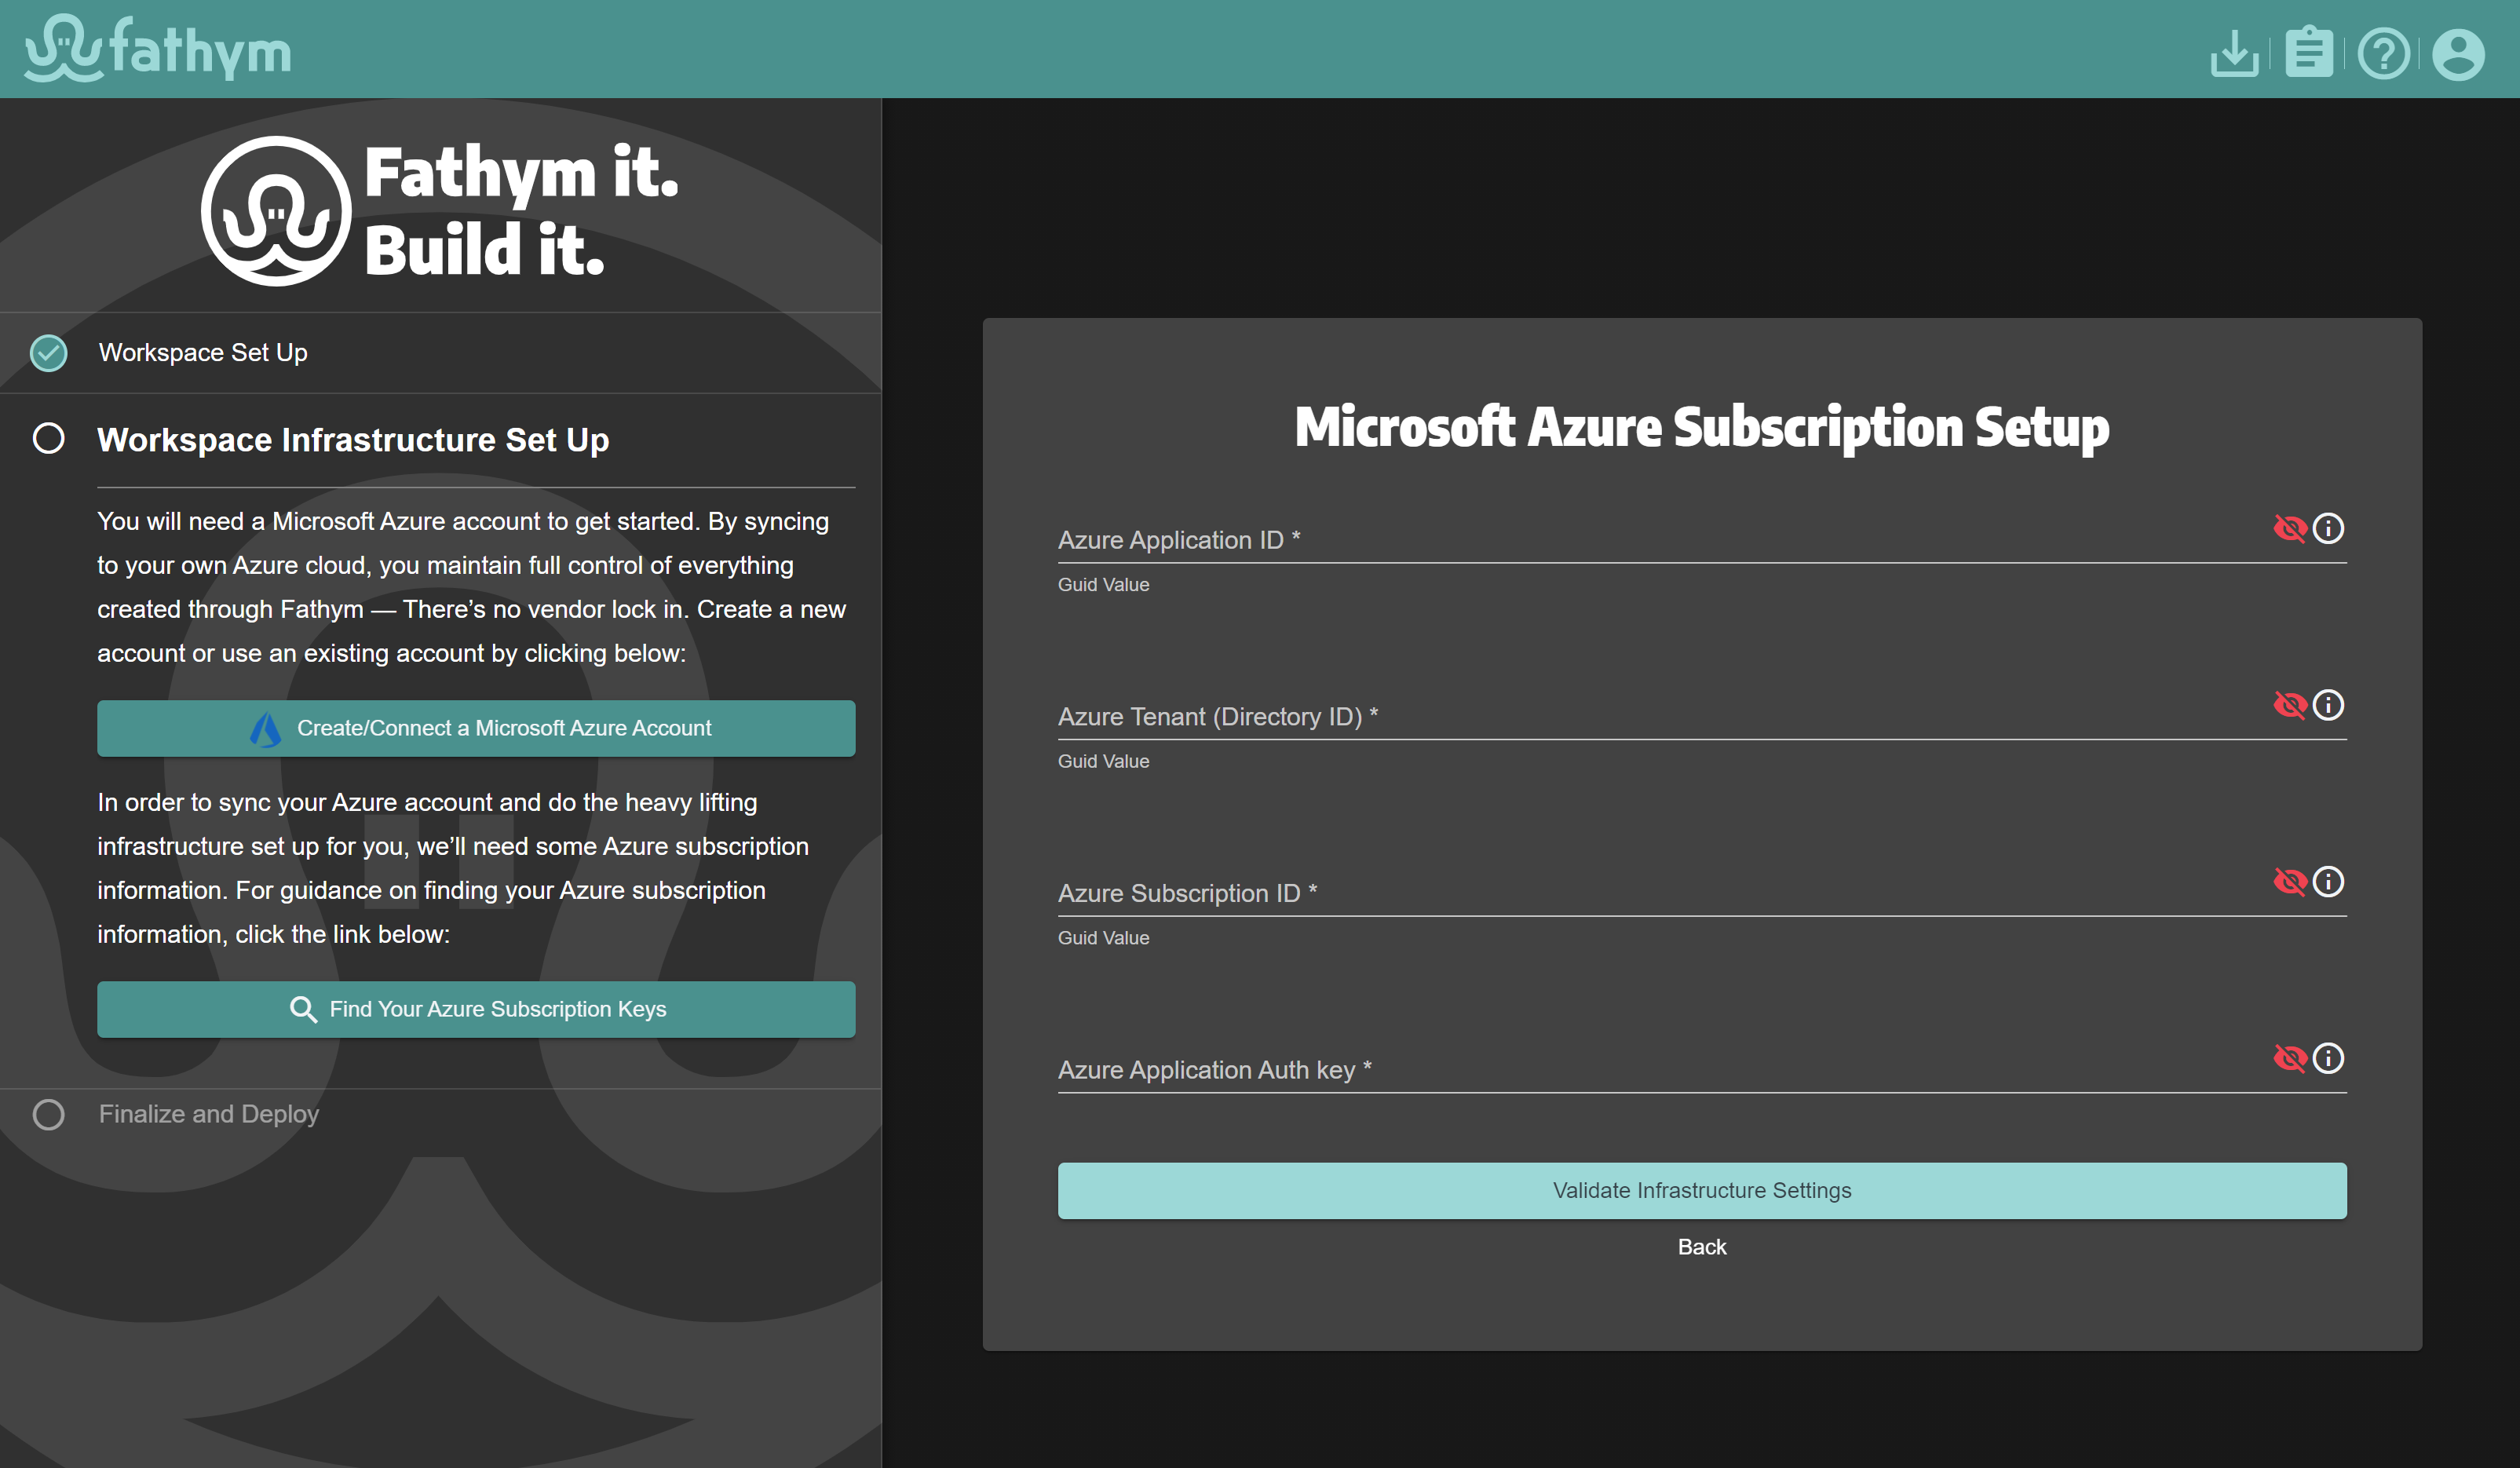 fathym
Fathym it.
Build it.
Workspace Set Up
Workspace Infrastructure Set Up
You will need a Microsoft Azure account to get started. By syncing
to your own Azure cloud, you maintain full control of everything
created through Fathym — There’s no vendor lock in. Create a new
account or use an existing account by clicking below:
Create/Connect a Microsoft Azure Account
In order to sync your Azure account and do the heavy lifting
infrastructure set up for you, we’ll need some Azure subscription
information. For guidance on finding your Azure subscription
information, click the link below:
Find Your Azure Subscription Keys
Finalize and Deploy
Microsoft Azure Subscription Setup
Azure Application ID *
Guid Value
Azure Tenant (Directory ID) *
Guid Value
Azure Subscription ID *
Guid Value
Azure Application Auth key *
Validate Infrastructure Settings
Back